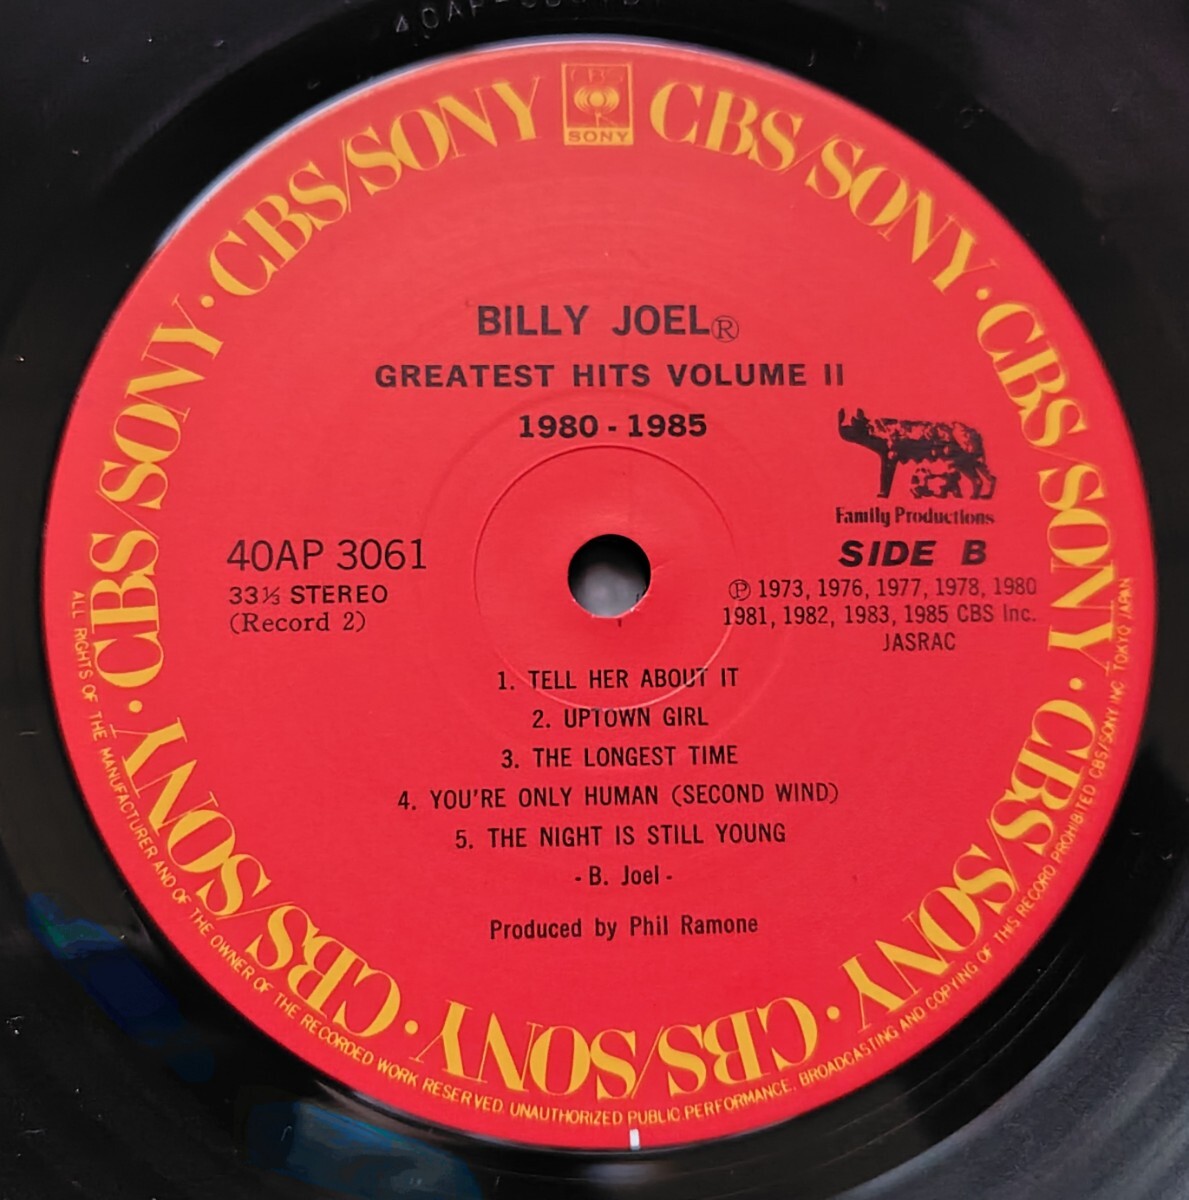 CBS
SONY
CBS/SONY · CBS/SONY · CBS/SONY · CBS/SONY · CBS/SONY · CBS/SONY · CBS/SONY · CBS/SONY
BILLY JOEL®
GREATEST HITS VOLUME II
1980 - 1985
Family Productions
40AP 3061
33⅓ STEREO
(Record 2)
SIDE B
℗ 1973, 1976, 1977, 1978, 1980
1981, 1982, 1983, 1985 CBS Inc.
JASRAC
1. TELL HER ABOUT IT
2. UPTOWN GIRL
3. THE LONGEST TIME
4. YOU'RE ONLY HUMAN (SECOND WIND)
5. THE NIGHT IS STILL YOUNG
- B. Joel -
Produced by Phil Ramone
ALL RIGHTS OF THE MANUFACTURER AND OF THE OWNER OF THE RECORDED WORK RESERVED. UNAUTHORIZED PUBLIC PERFORMANCE, BROADCASTING AND COPYING OF THIS RECORD PROHIBITED CBS/SONY INC. TOKYO JAPAN